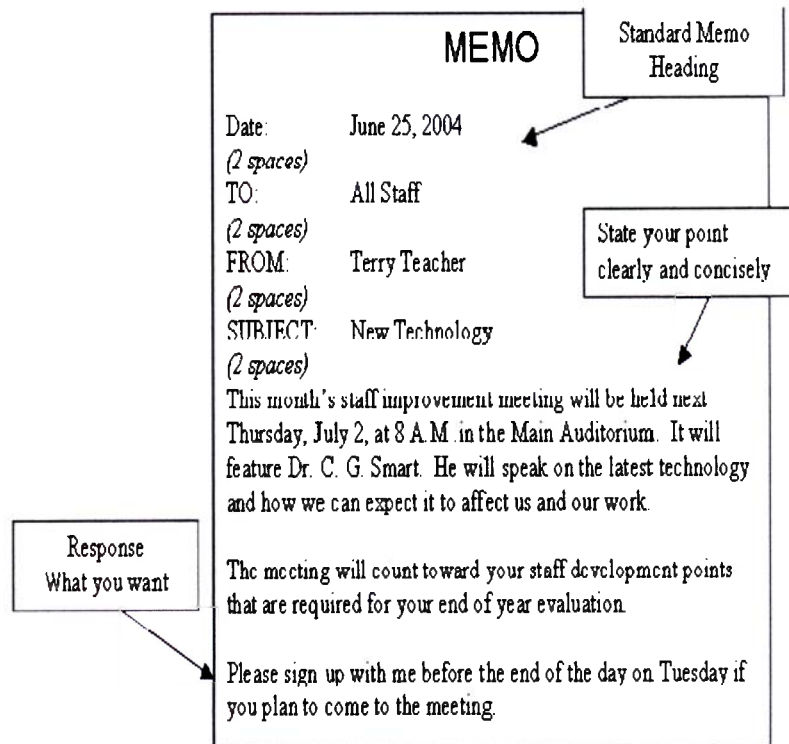 MEMO
Standard Memo
Heading
Date: June 25, 2004
(2 spaces)
TO: All Staff
(2 spaces)
FROM: Terry Teacher
(2 spaces)
SUBJECT: New Technology
(2 spaces)
State your point
clearly and concisely
This month's staff improvement meeting will be held next
Thursday, July 2, at 8 A.M. in the Main Auditorium. It will
feature Dr. C. G. Smart. He will speak on the latest technology
and how we can expect it to affect us and our work.
Response
What you want
The meeting will count toward your staff development points
that are required for your end of year evaluation.
Please sign up with me before the end of the day on Tuesday if
you plan to come to the meeting.